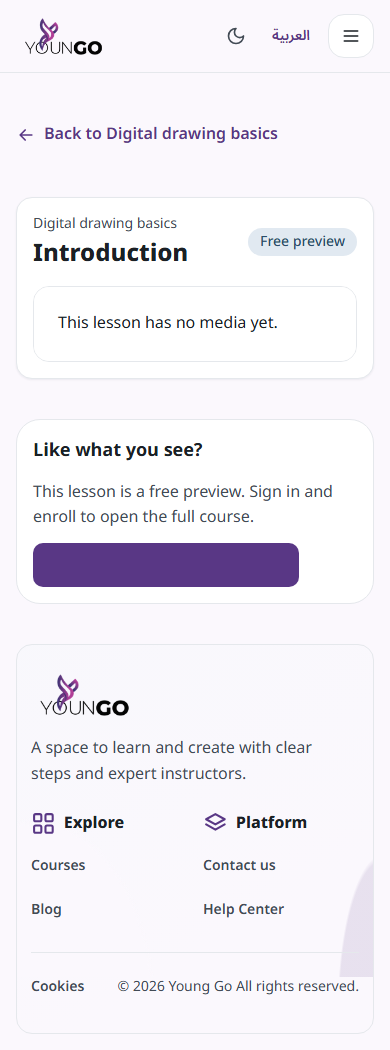 YOUNGO
العربية
Back to Digital drawing basics
Digital drawing basics
Introduction
Free preview
This lesson has no media yet.
Like what you see?
This lesson is a free preview. Sign in and
enroll to open the full course.
YOUNGO
A space to learn and create with clear
steps and expert instructors.
Explore
Platform
Courses
Contact us
Blog
Help Center
Cookies
© 2026 Young Go All rights reserved.